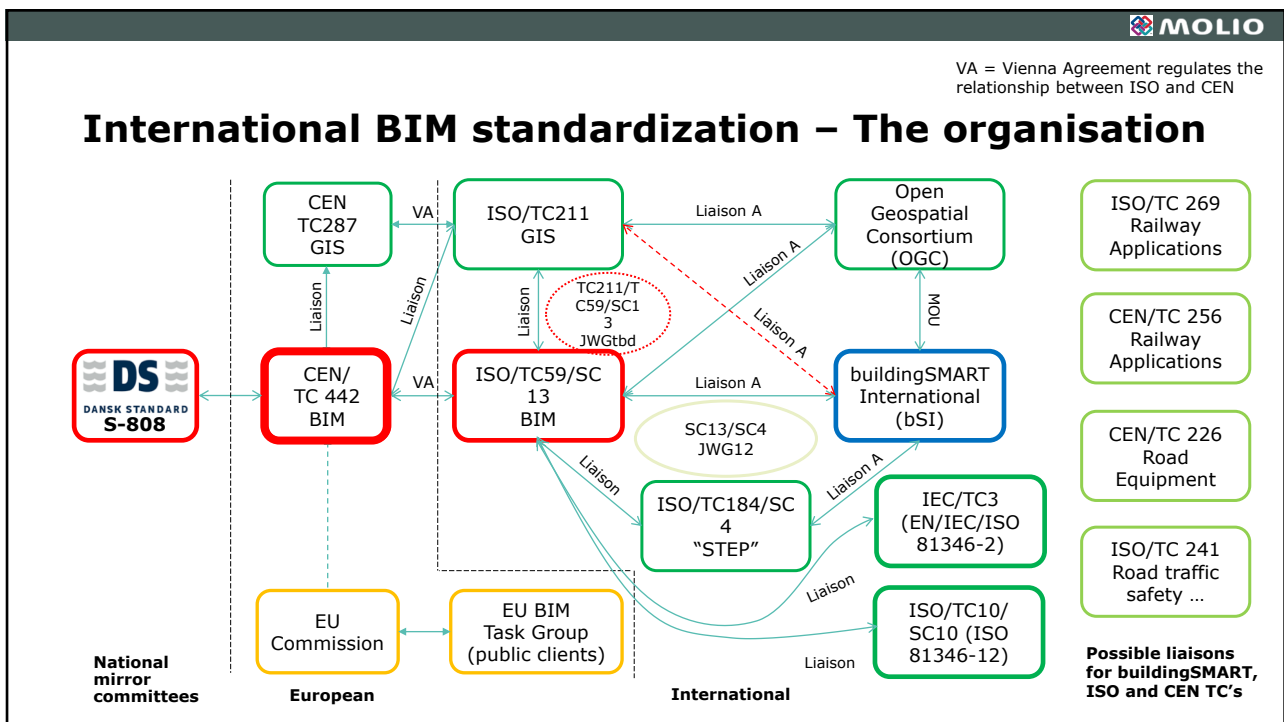 MOLIO
VA = Vienna Agreement regulates the
relationship between ISO and CEN
International BIM standardization – The organisation
CEN
TC287
GIS
VA
ISO/TC211
GIS
Liaison A
Open
Geospatial
Consortium
(OGC)
ISO/TC 269
Railway
Applications
Liaison
Liaison
Liaison
TC211/T
C59/SC1
3
JWGtbd
Liaison A
Liaison A
MOU
CEN/TC 256
Railway
Applications
DS
DANSK STANDARD
S-808
CEN/
TC 442
BIM
VA
ISO/TC59/SC
13
BIM
Liaison A
buildingSMART
International
(bSI)
SC13/SC4
JWG12
CEN/TC 226
Road
Equipment
Liaison
Liaison A
ISO/TC184/SC
4
“STEP”
IEC/TC3
(EN/IEC/ISO
81346-2)
ISO/TC 241
Road traffic
safety …
Liaison
EU
Commission
EU BIM
Task Group
(public clients)
ISO/TC10/
SC10 (ISO
81346-12)
Liaison
National
mirror
committees
European
International
Possible liaisons
for buildingSMART,
ISO and CEN TC’s